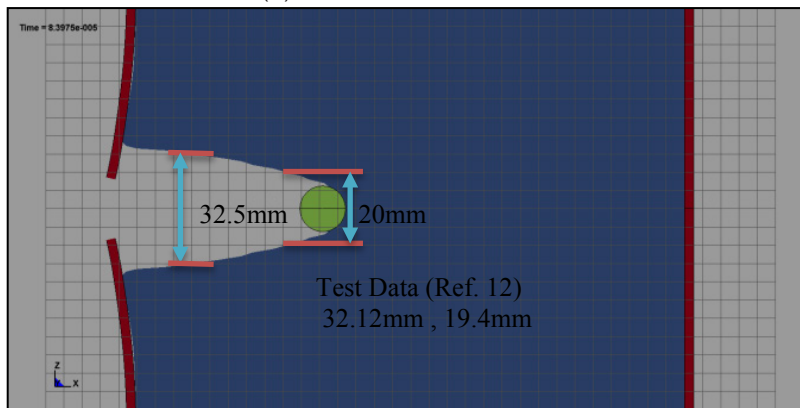 Time = 8.3975e-005
32.5mm
20mm
Test Data (Ref. 12)
32.12mm , 19.4mm
z
x